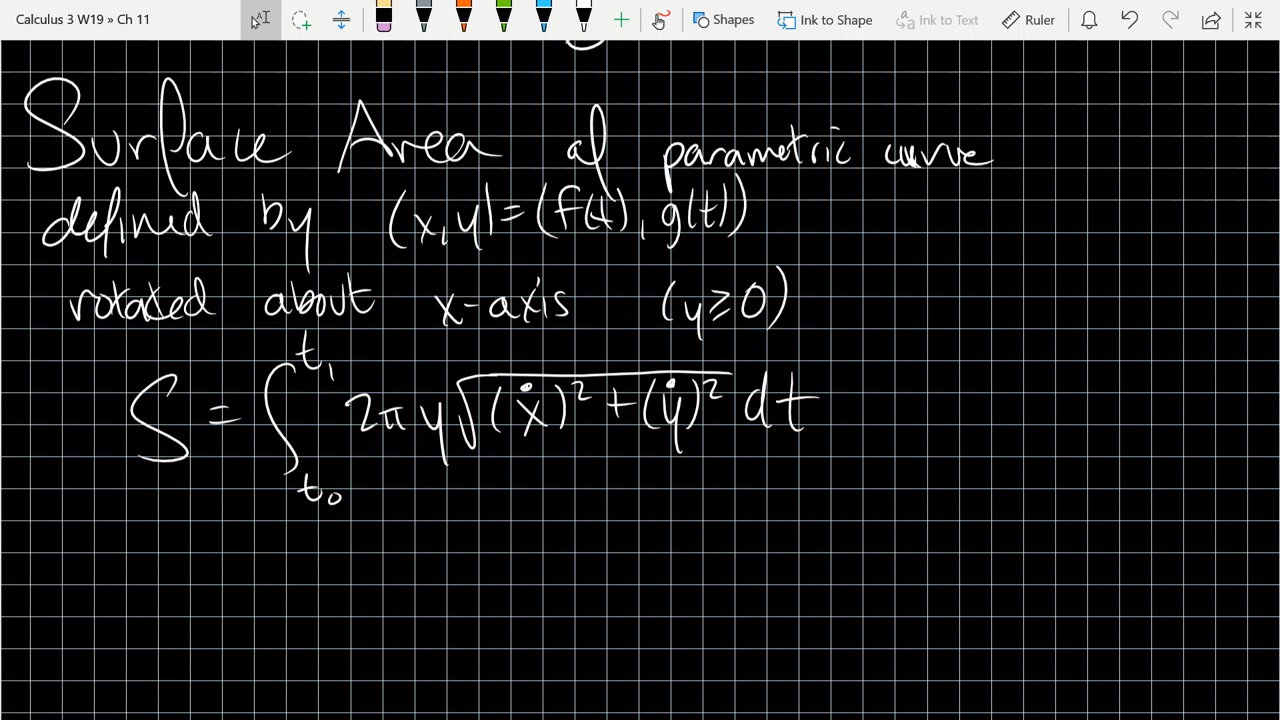 Calculus 3 W19 » Ch 11 Shapes Ink to Shape Ink to Text Ruler
Surface Area of parametric curve
defined by (x,y)=(f(t), g(t))
rotated about x-axis (y≥0)
S = ∫_{t₀}^{t₁} 2π y √((ẋ)² + (ẏ)²) dt